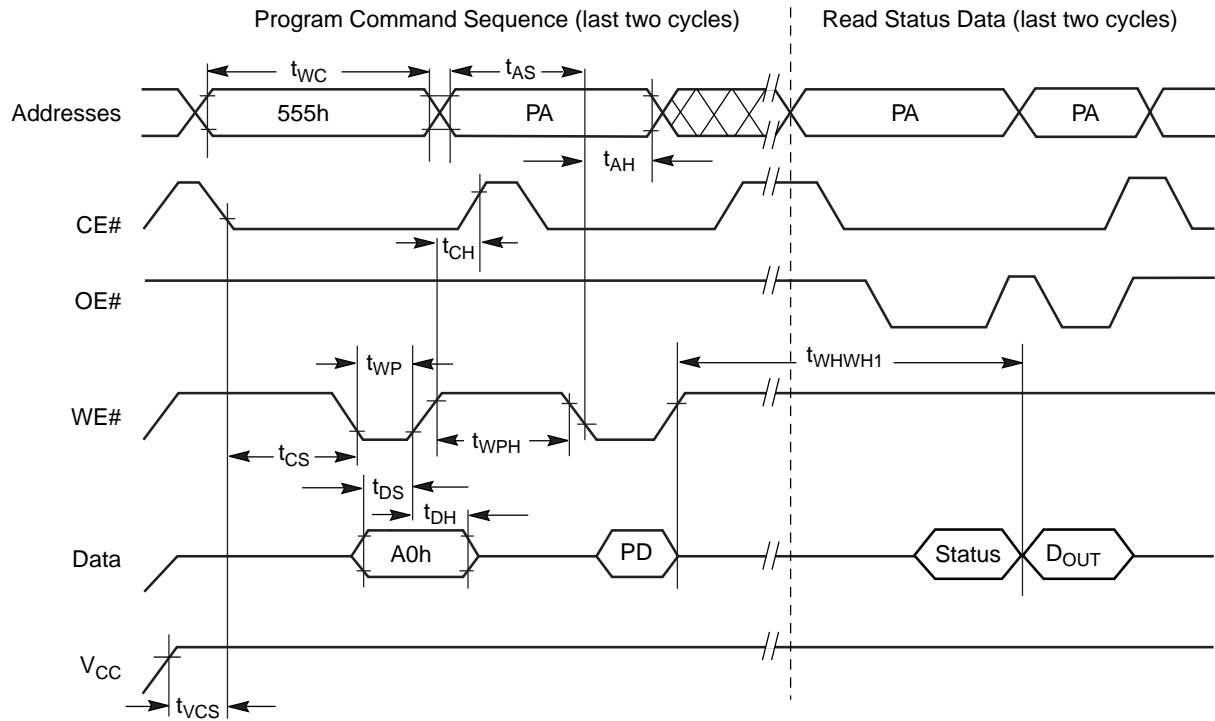 Program Command Sequence (last two cycles)
Read Status Data (last two cycles)
tWC
tAS
Addresses
555h
PA
PA
PA
tAH
CE#
tCH
OE#
tWP
tWHWH1
WE#
tCS
tWPH
tDS
tDH
Data
A0h
PD
Status
DOUT
VCC
tVCS